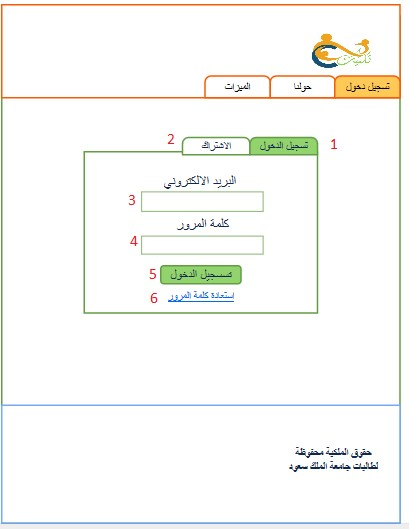 تسجيل دخول
حولنا
الميزات
1
تسجيل الدخول
الاشتراك
2
البريد الالكتروني
3
كلمة المرور
4
تسجيل الدخول
5
إستعادة كلمة المرور
6
حقوق الملكية محفوظة
لطالبات جامعة الملك سعود